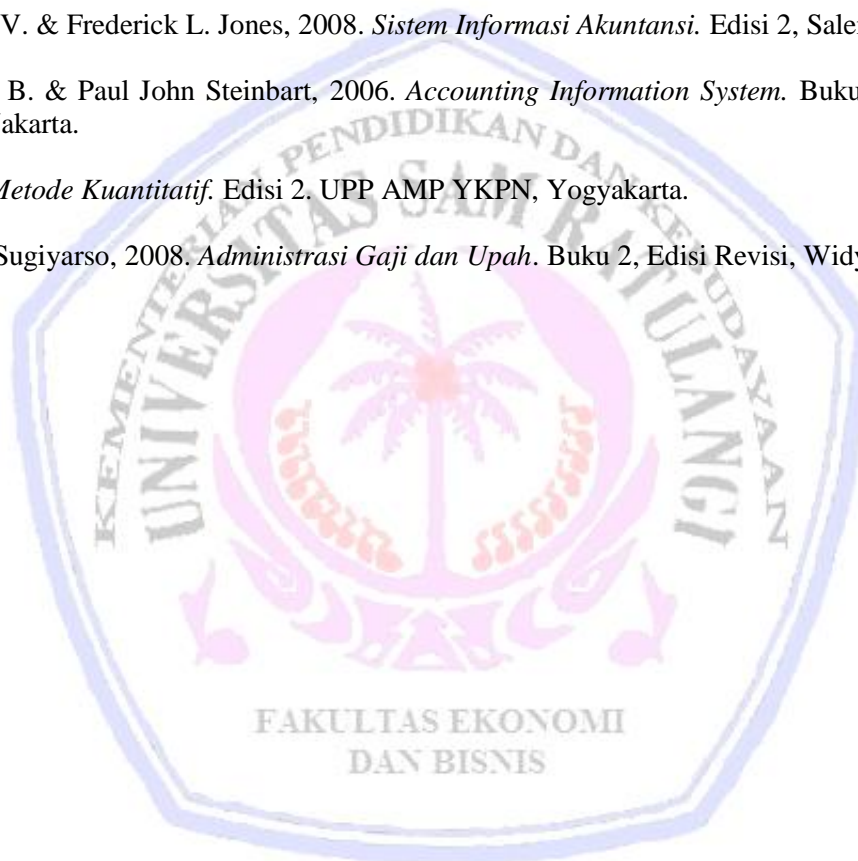 V. & Frederick L. Jones, 2008. Sistem Informasi Akuntansi. Edisi 2, Saler
B. & Paul John Steinbart, 2006. Accounting Information System. Buku
akarta.
Metode Kuantitatif. Edisi 2. UPP AMP YKPN, Yogyakarta.
Sugiyarso, 2008. Administrasi Gaji dan Upah. Buku 2, Edisi Revisi, Widy
KEMENTERIAN PENDIDIKAN DAN KEBUDAYAAN
UNIVERSITAS SAM RATULANGI
FAKULTAS EKONOMI
DAN BISNIS